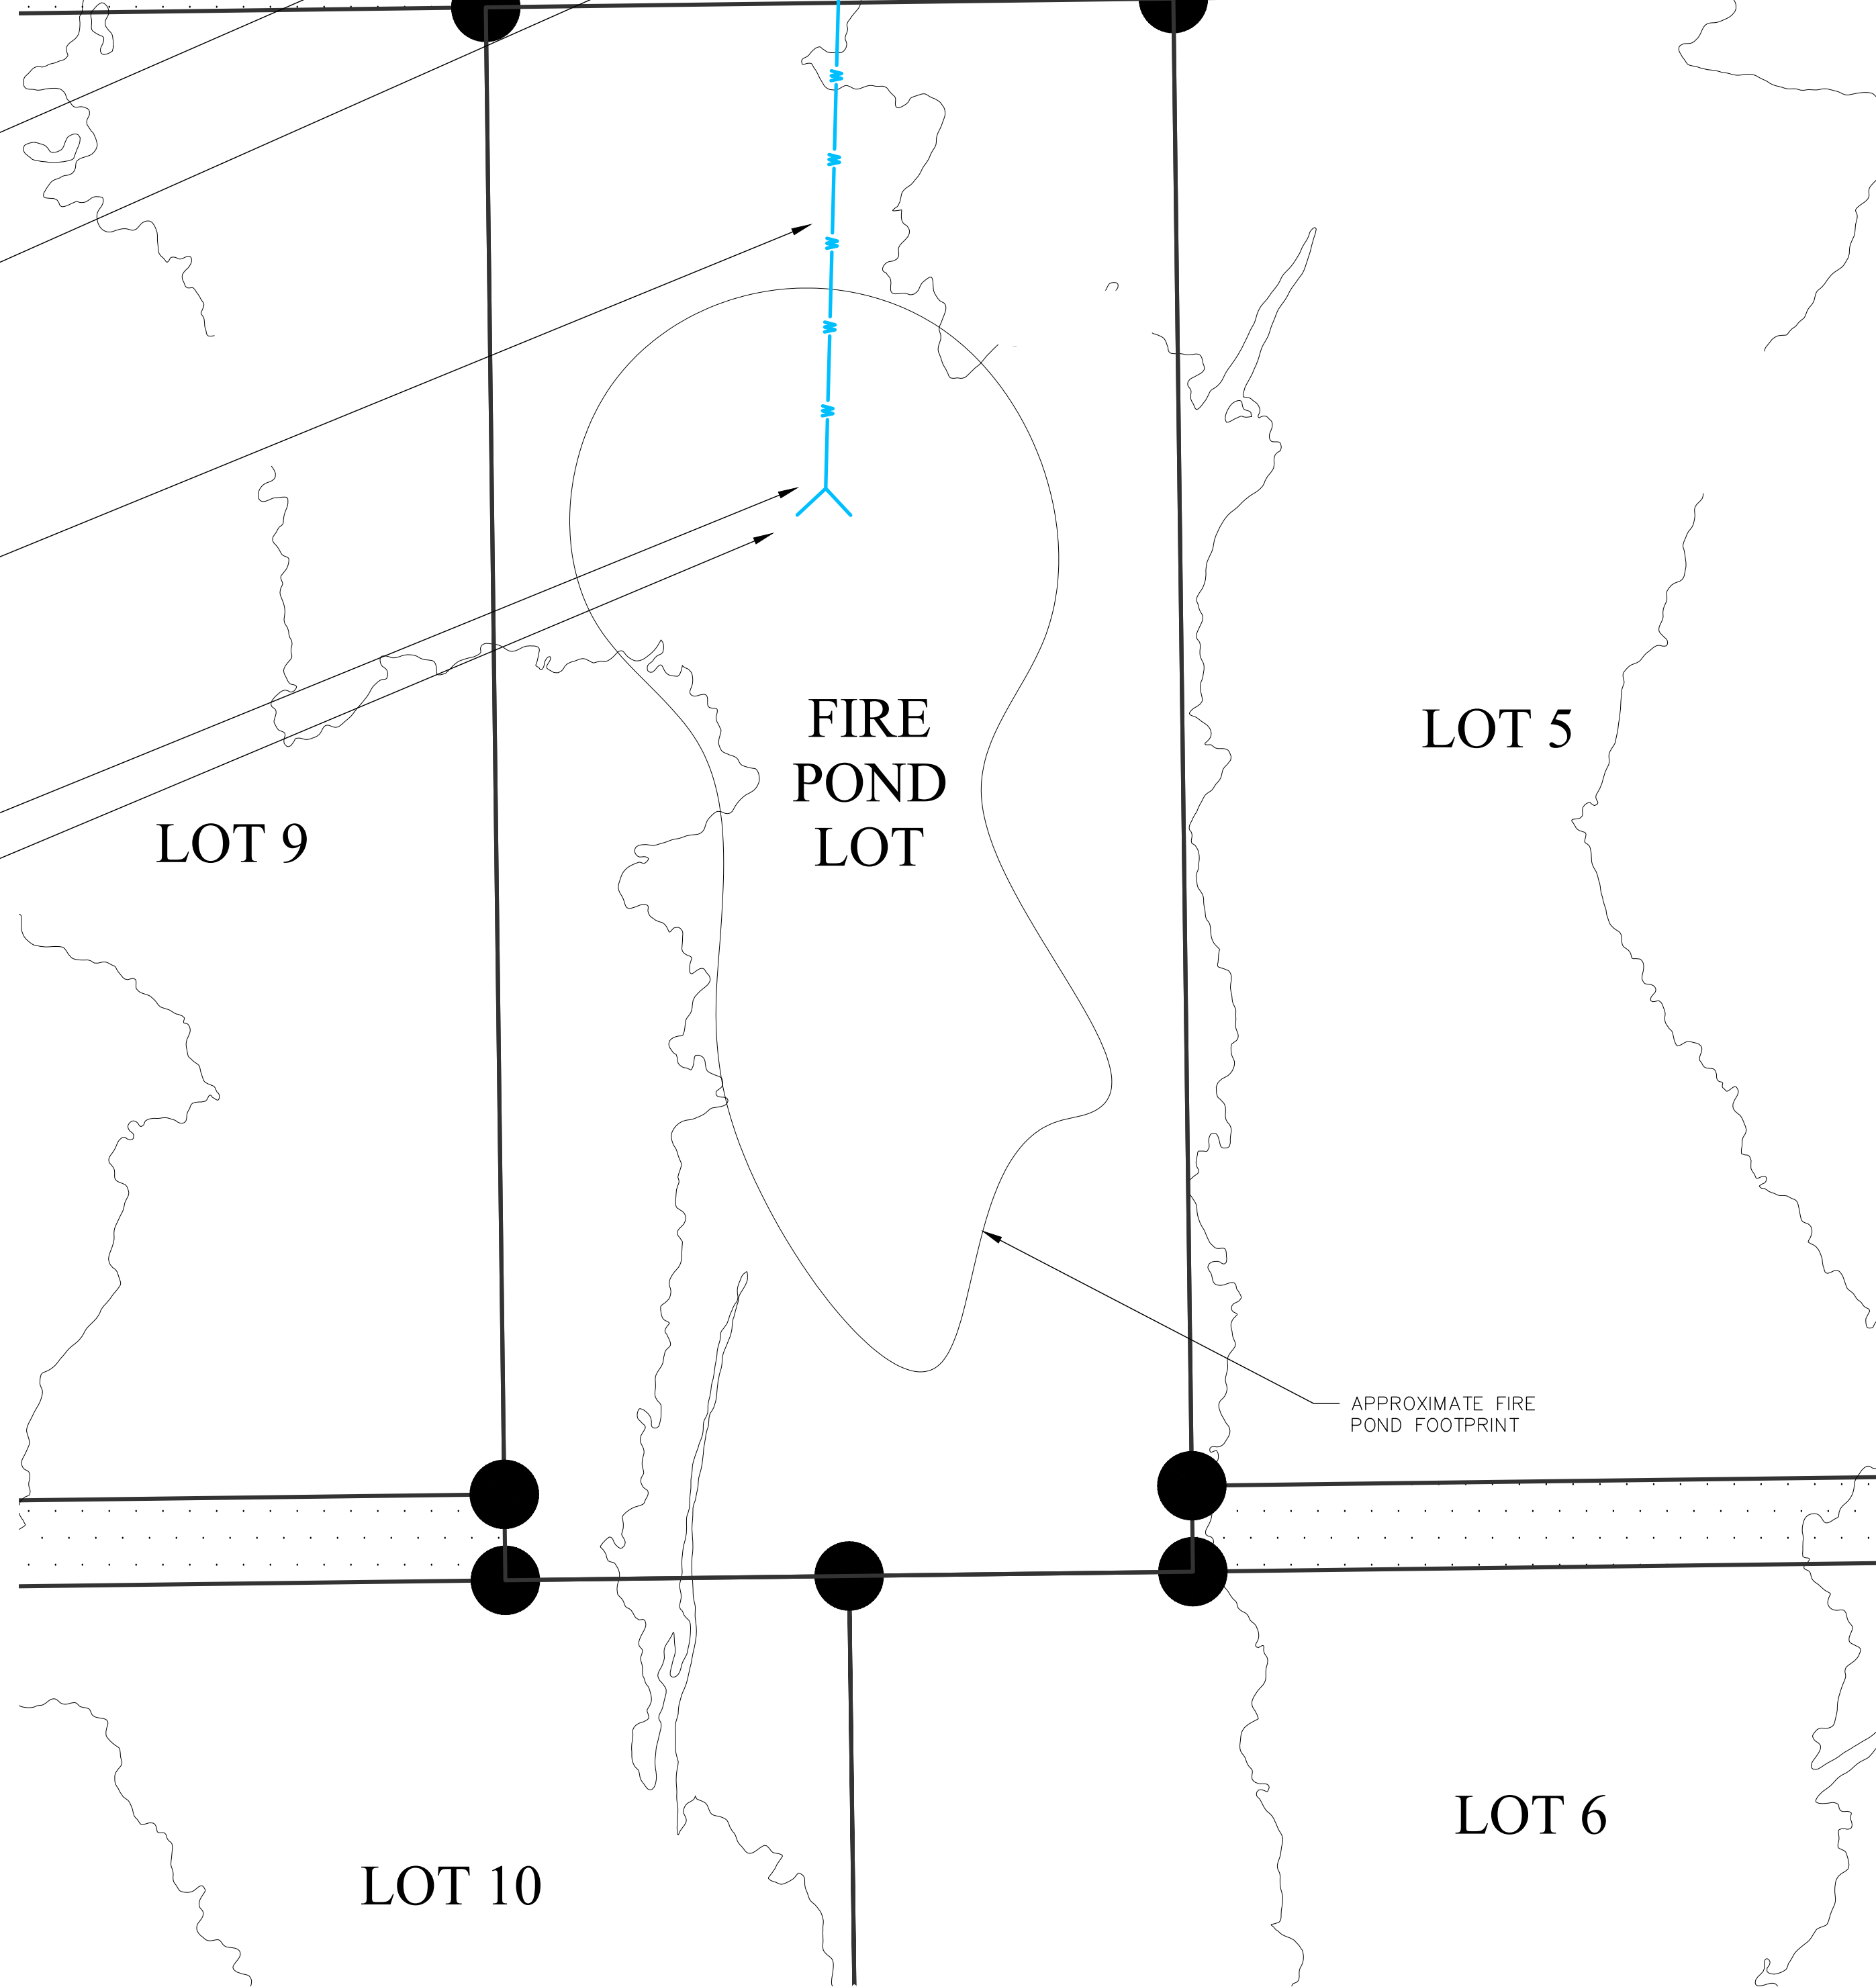 FIRE
POND
LOT
LOT 5
LOT 9
APPROXIMATE FIRE
POND FOOTPRINT
LOT 6
LOT 10